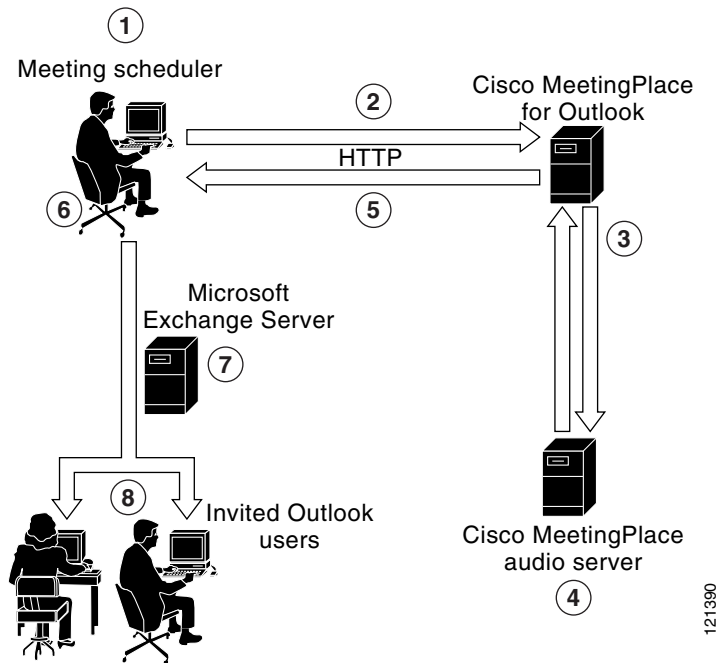 1
Meeting scheduler
2
Cisco MeetingPlace
for Outlook
HTTP
6
5
3
Microsoft
Exchange Server
7
8
Invited Outlook
users
Cisco MeetingPlace
audio server
4
121390